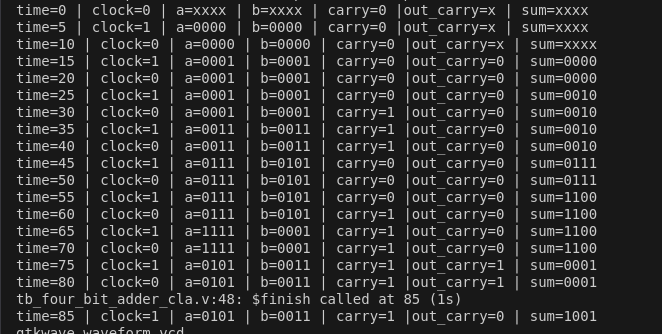 time=0 | clock=0 | a=xxxx | b=xxxx | carry=0 |out_carry=x | sum=xxxx
time=5 | clock=1 | a=0000 | b=0000 | carry=0 |out_carry=x | sum=xxxx
time=10 | clock=0 | a=0000 | b=0000 | carry=0 |out_carry=x | sum=xxxx
time=15 | clock=1 | a=0001 | b=0001 | carry=0 |out_carry=0 | sum=0000
time=20 | clock=0 | a=0001 | b=0001 | carry=0 |out_carry=0 | sum=0000
time=25 | clock=1 | a=0001 | b=0001 | carry=1 |out_carry=0 | sum=0010
time=30 | clock=0 | a=0001 | b=0001 | carry=1 |out_carry=0 | sum=0010
time=35 | clock=1 | a=0011 | b=0011 | carry=1 |out_carry=0 | sum=0010
time=40 | clock=0 | a=0011 | b=0011 | carry=1 |out_carry=0 | sum=0010
time=45 | clock=1 | a=0111 | b=0101 | carry=0 |out_carry=0 | sum=0111
time=50 | clock=0 | a=0111 | b=0101 | carry=0 |out_carry=0 | sum=0111
time=55 | clock=1 | a=0111 | b=0101 | carry=0 |out_carry=0 | sum=1100
time=60 | clock=0 | a=0111 | b=0101 | carry=1 |out_carry=0 | sum=1100
time=65 | clock=1 | a=1111 | b=0001 | carry=1 |out_carry=0 | sum=1100
time=70 | clock=0 | a=1111 | b=0001 | carry=1 |out_carry=0 | sum=1100
time=75 | clock=1 | a=0101 | b=0011 | carry=1 |out_carry=1 | sum=0001
time=80 | clock=0 | a=0101 | b=0011 | carry=1 |out_carry=1 | sum=0001
tb_four_bit_adder_cla.v:48: $finish called at 85 (1s)
time=85 | clock=1 | a=0101 | b=0011 | carry=1 |out_carry=0 | sum=1001
gtkwave waveform.vcd